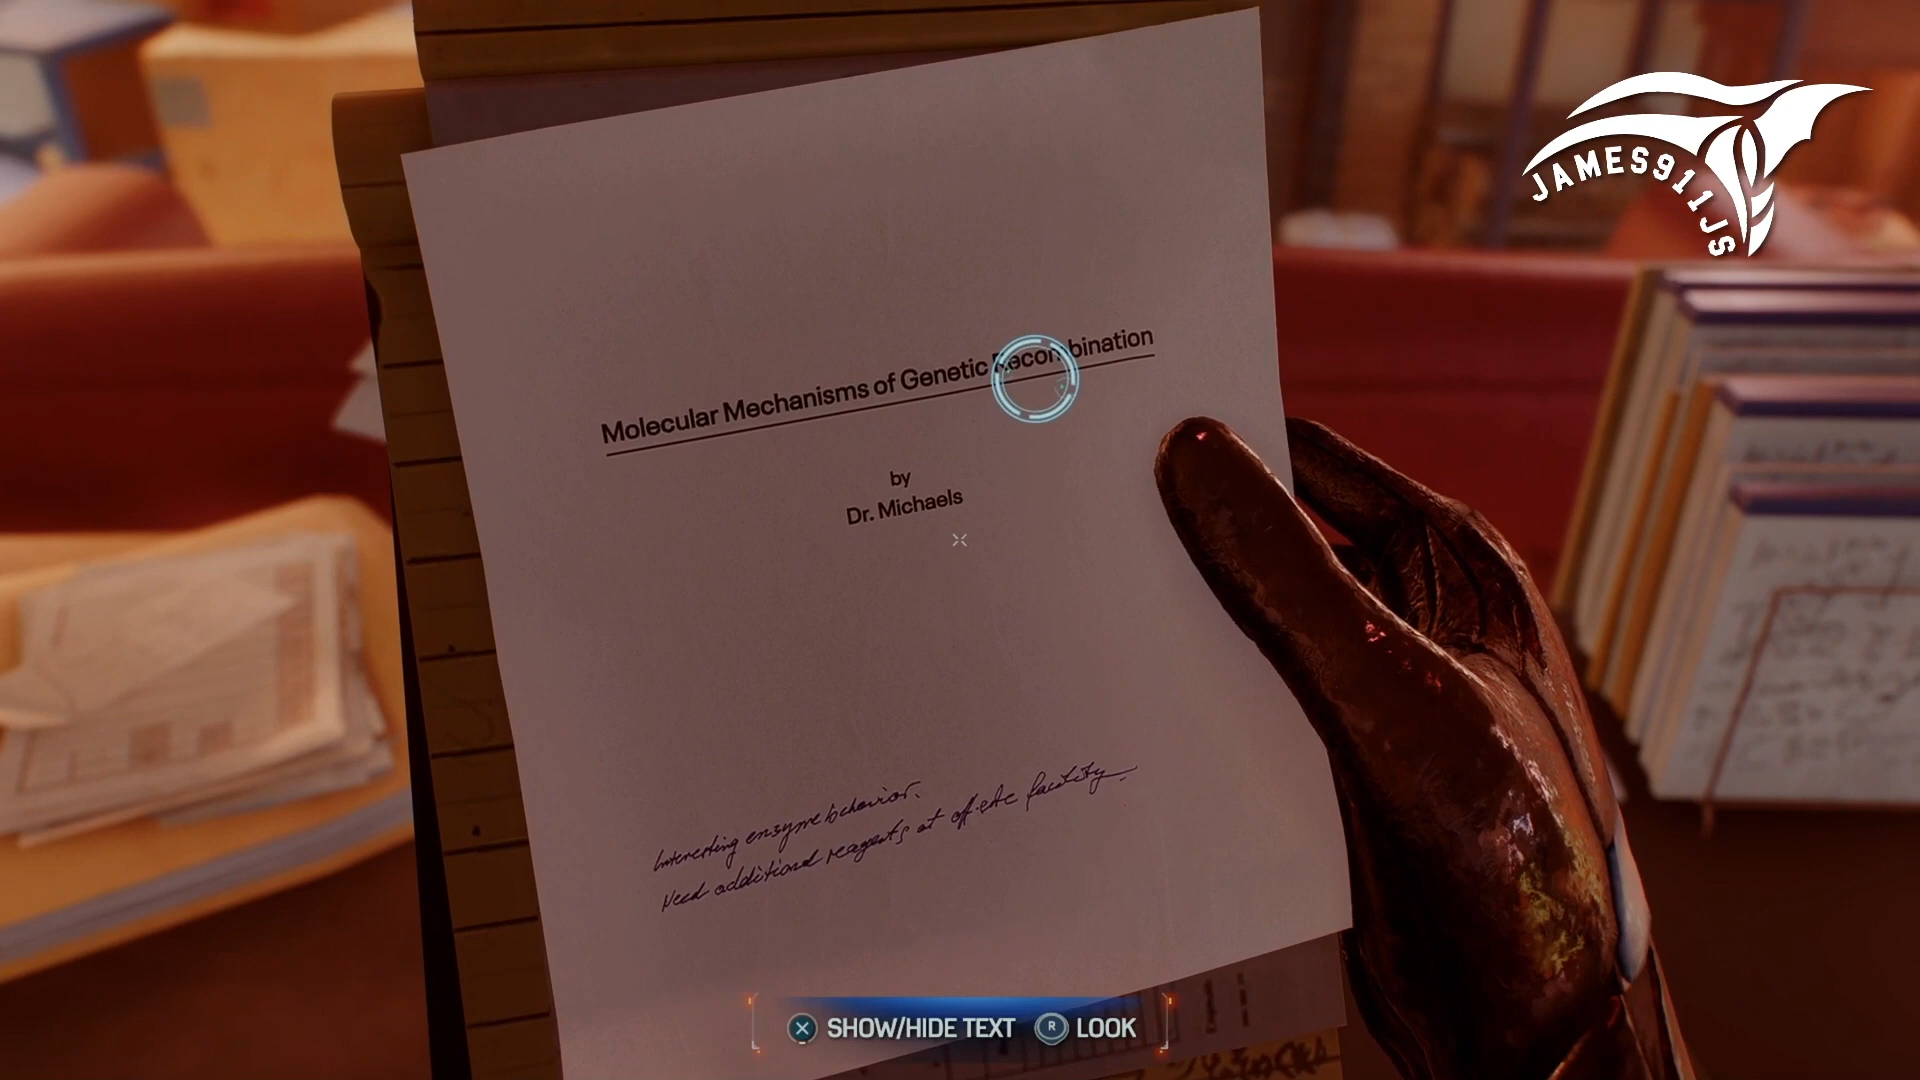 JAMES911JS
Molecular Mechanisms of Genetic Recombination
by
Dr. Michaels
Interesting enzyme behavior.
Need additional reagents at off-site facility.
SHOW/HIDE TEXT
R LOOK